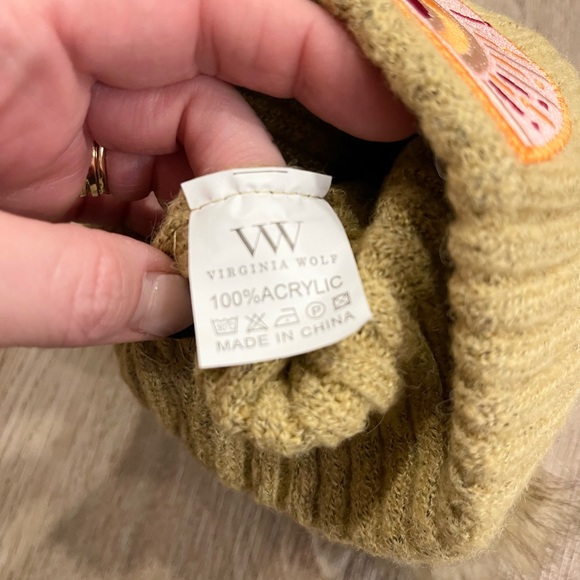 VW
VIRGINIA WOLF
100%ACRYLIC
MADE IN CHINA